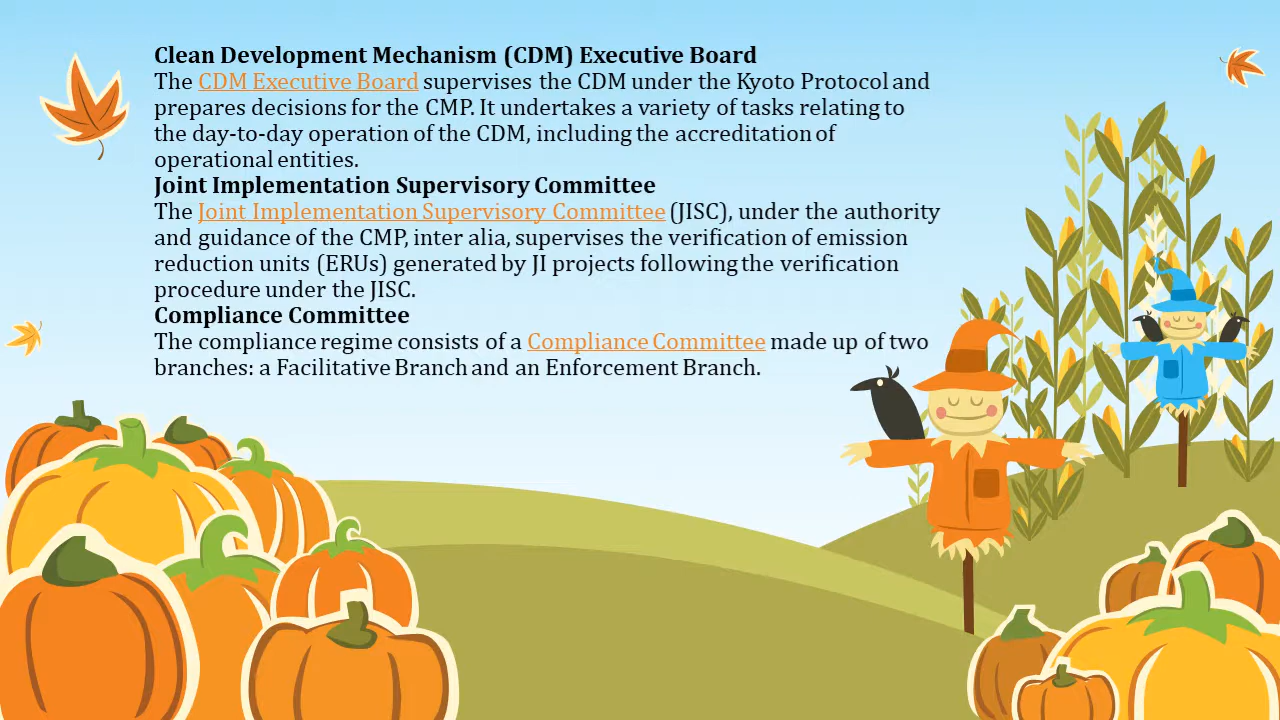 Clean Development Mechanism (CDM) Executive Board
The CDM Executive Board supervises the CDM under the Kyoto Protocol and
prepares decisions for the CMP. It undertakes a variety of tasks relating to
the day-to-day operation of the CDM, including the accreditation of
operational entities.
Joint Implementation Supervisory Committee
The Joint Implementation Supervisory Committee (JISC), under the authority
and guidance of the CMP, inter alia, supervises the verification of emission
reduction units (ERUs) generated by JI projects following the verification
procedure under the JISC.
Compliance Committee
The compliance regime consists of a Compliance Committee made up of two
branches: a Facilitative Branch and an Enforcement Branch.